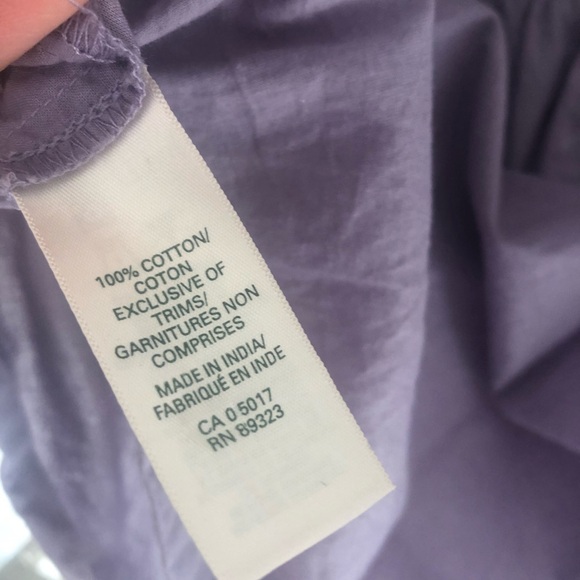 100% COTTON/
COTON
EXCLUSIVE OF
TRIMS/
GARNITURES NON
COMPRISES
MADE IN INDIA/
FABRIQUÉ EN INDE
CA 0 5017
RN 89323